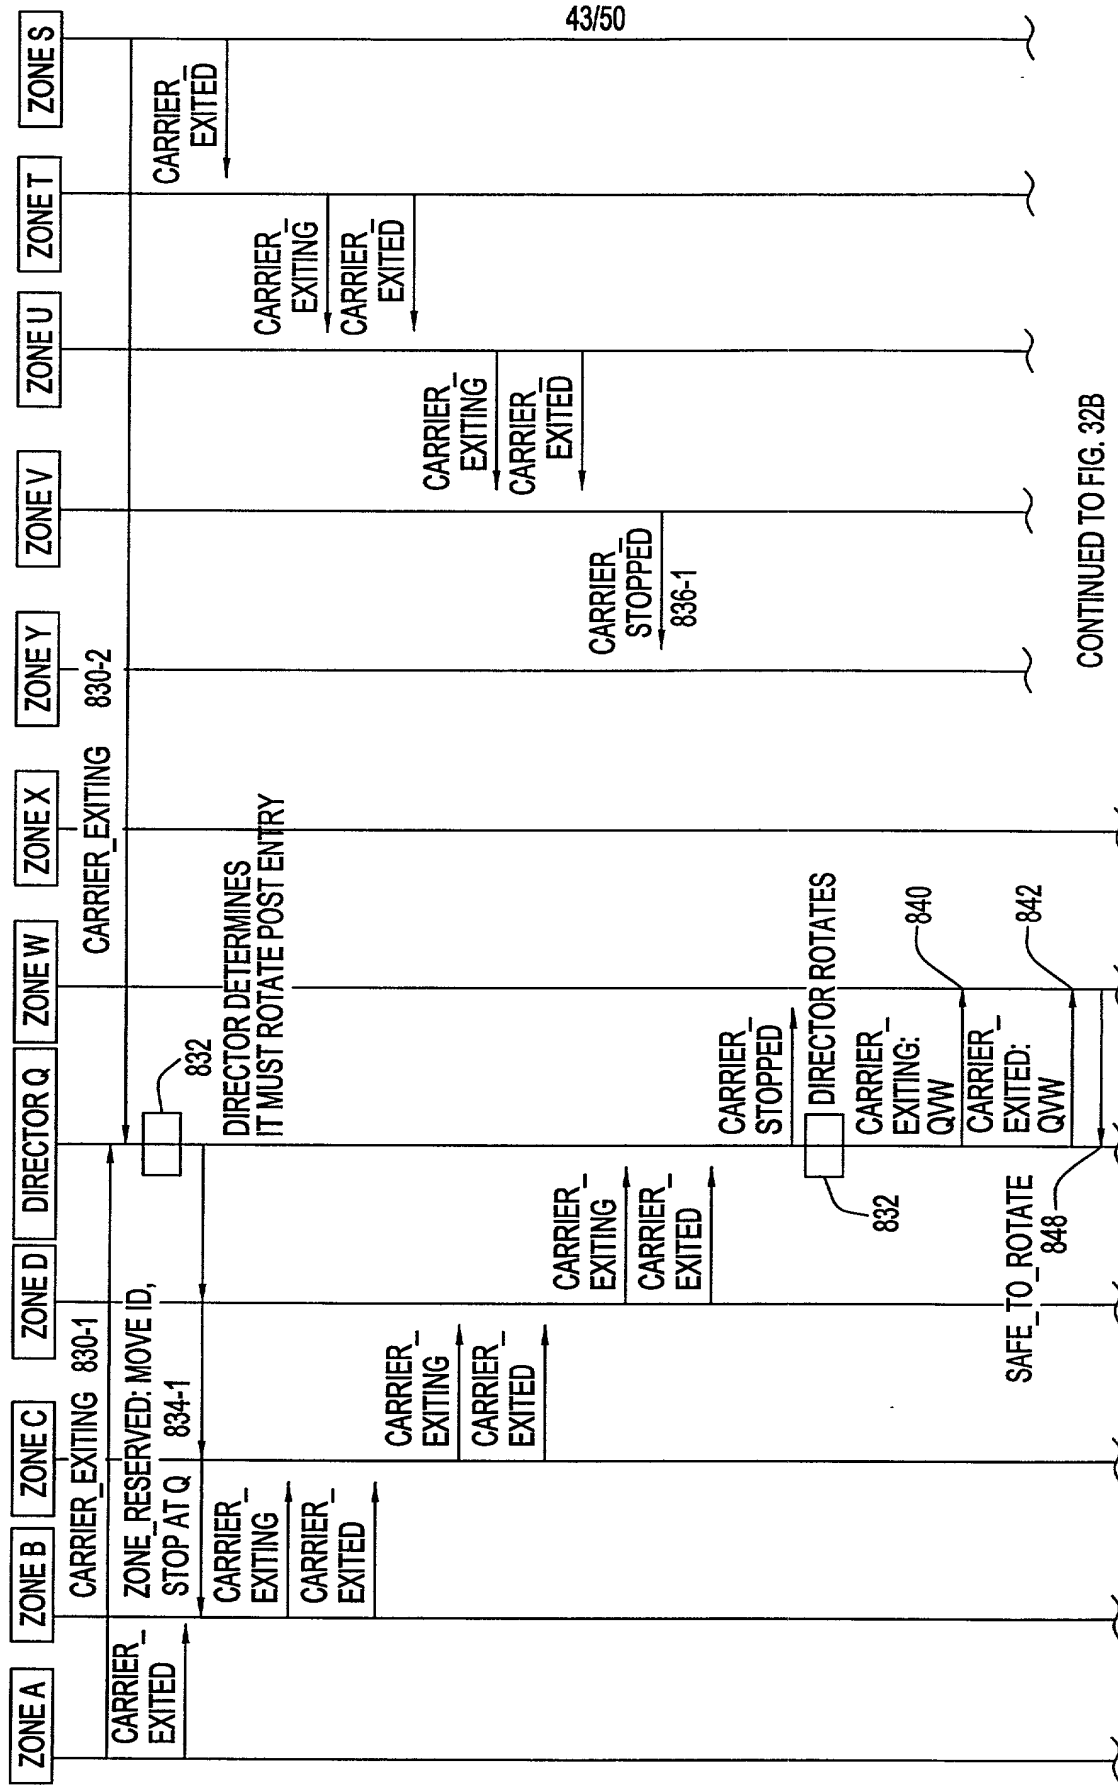 43/50
ZONE A
ZONE B
ZONE C
ZONE D
DIRECTOR Q
ZONE W
ZONE X
ZONE Y
ZONE V
ZONE U
ZONE T
ZONE S
CARRIER_EXITING 830-1
CARRIER_EXITING 830-2
CARRIER_
EXITED
ZONE_RESERVED: MOVE ID,
STOP AT Q 834-1
832
DIRECTOR DETERMINES
IT MUST ROTATE POST ENTRY
CARRIER_
EXITED
CARRIER_
EXITING
CARRIER_
EXITED
CARRIER_
EXITING
CARRIER_
EXITED
CARRIER_
EXITING
CARRIER_
EXITED
CARRIER_
EXITING
CARRIER_
EXITED
CARRIER_
EXITING
CARRIER_
EXITED
CARRIER_
STOPPED
836-1
CARRIER_
STOPPED
DIRECTOR ROTATES
832
CARRIER_
EXITING:
QVW
840
CARRIER_
EXITED:
QVW
842
SAFE_TO_ROTATE
848
CONTINUED TO FIG. 32B